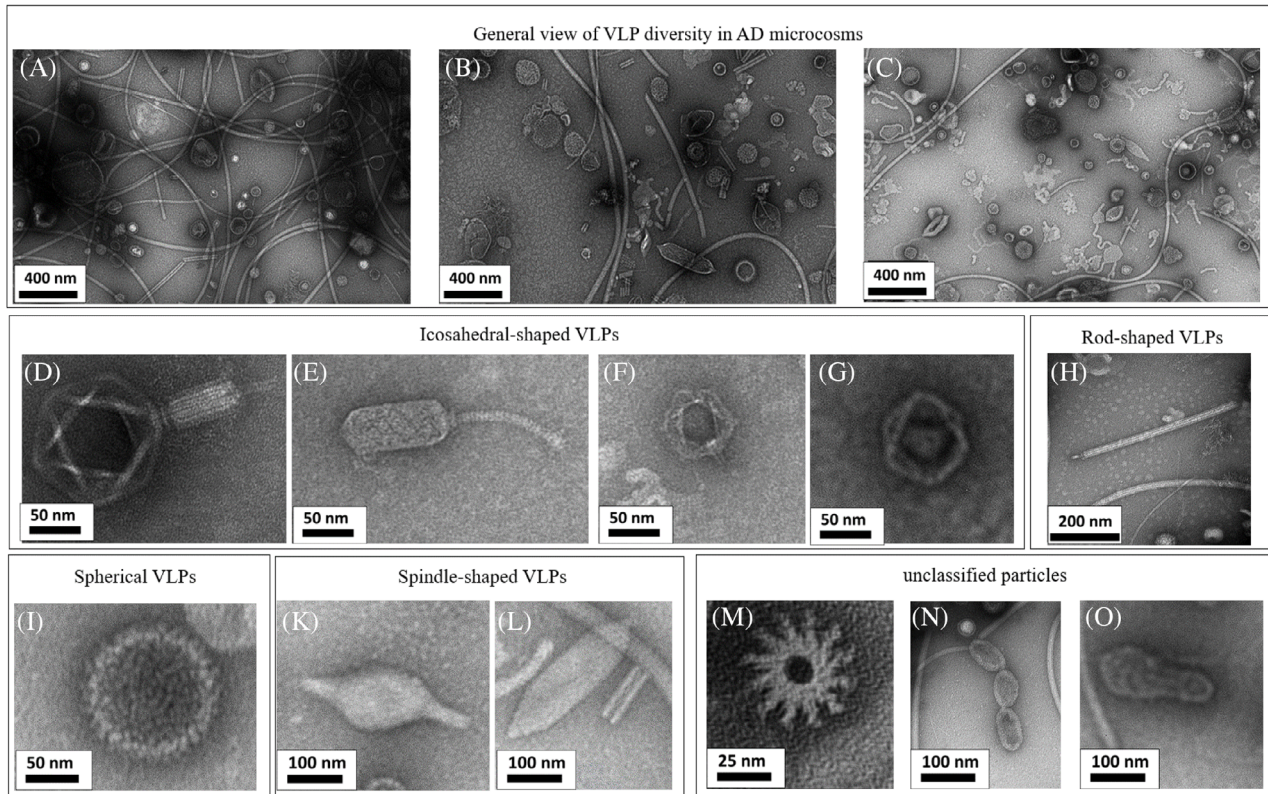 General view of VLP diversity in AD microcosms
(A)
(B)
(C)
400 nm
400 nm
400 nm
Icosahedral-shaped VLPs
Rod-shaped VLPs
(D)
(E)
(F)
(G)
(H)
50 nm
50 nm
50 nm
50 nm
200 nm
Spherical VLPs
Spindle-shaped VLPs
unclassified particles
(I)
(K)
(L)
(M)
(N)
(O)
50 nm
100 nm
100 nm
25 nm
100 nm
100 nm